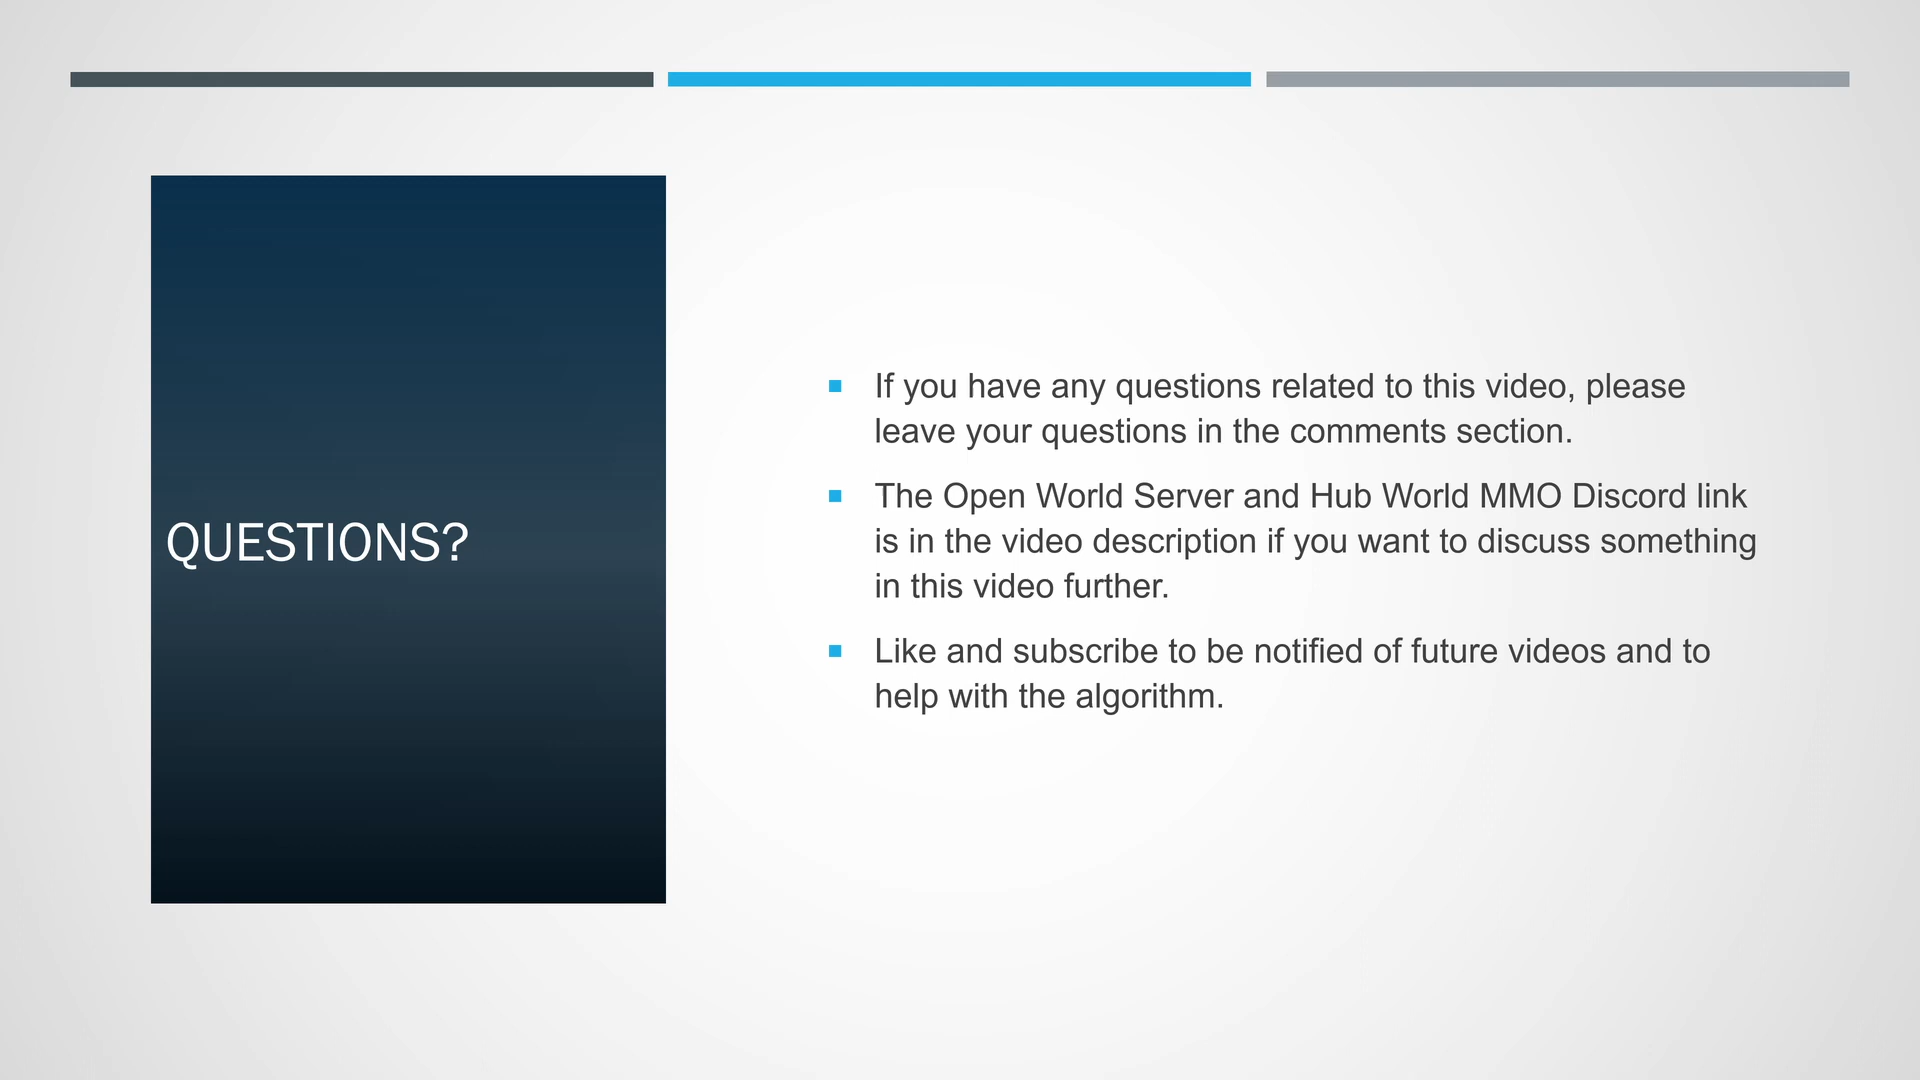 QUESTIONS?
If you have any questions related to this video, please
leave your questions in the comments section.
The Open World Server and Hub World MMO Discord link
is in the video description if you want to discuss something
in this video further.
Like and subscribe to be notified of future videos and to
help with the algorithm.